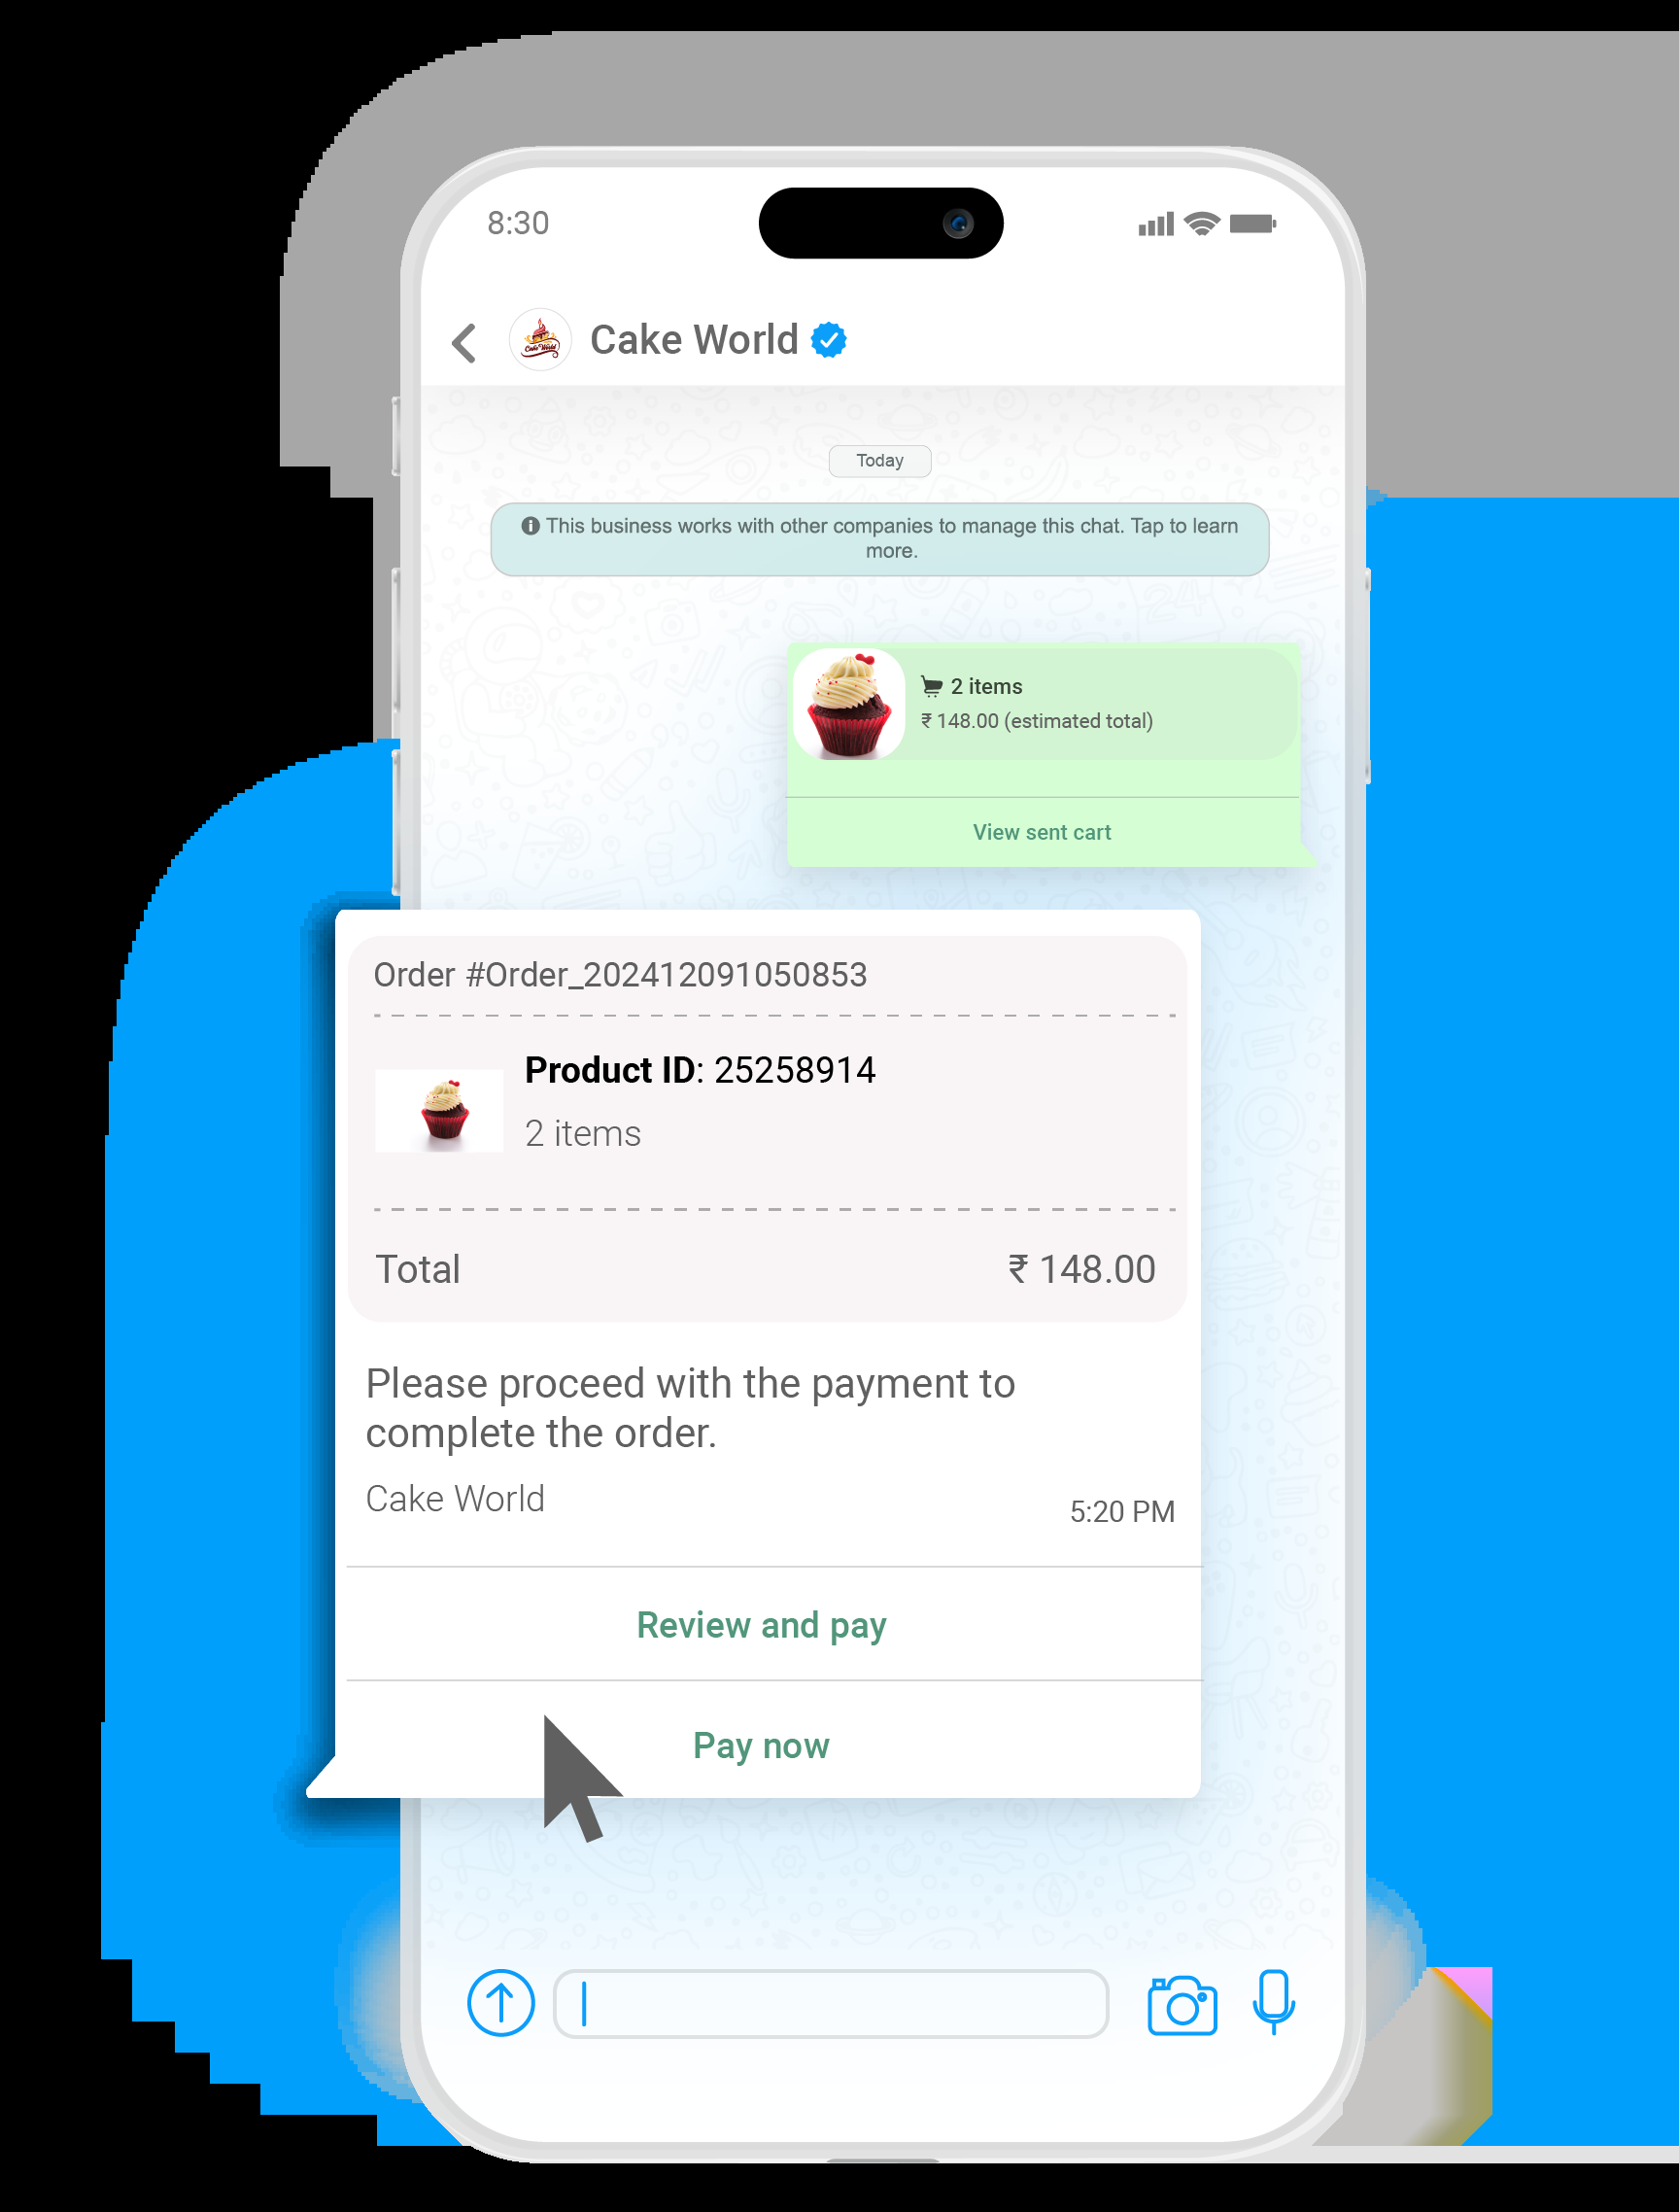 8:30
Cake World
Cake World
Today
This business works with other companies to manage this chat. Tap to learn
more.
2 items
₹ 148.00 (estimated total)
View sent cart
Order #Order_202412091050853
Product ID: 25258914
2 items
Total ₹ 148.00
Please proceed with the payment to
complete the order.
Cake World
5:20 PM
Review and pay
Pay now